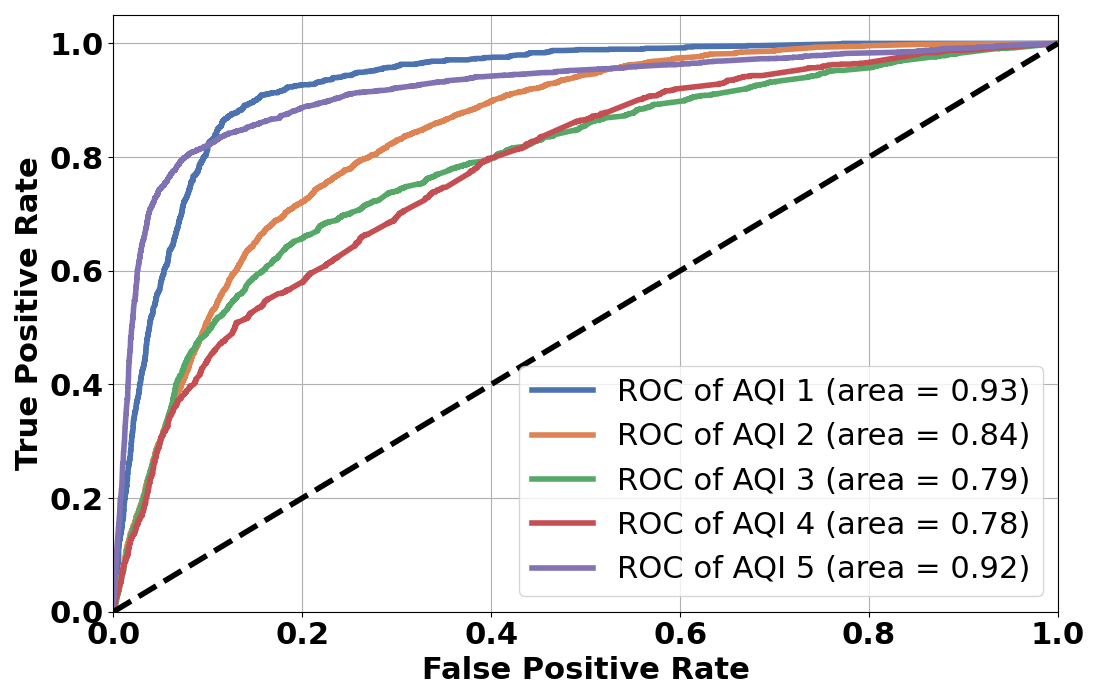 1.0
0.8
0.6
0.4
0.2
0.0
True Positive Rate
ROC of AQI 1 (area = 0.93)
ROC of AQI 2 (area = 0.84)
ROC of AQI 3 (area = 0.79)
ROC of AQI 4 (area = 0.78)
ROC of AQI 5 (area = 0.92)
0.0 0.2 0.4 0.6 0.8 1.0
False Positive Rate